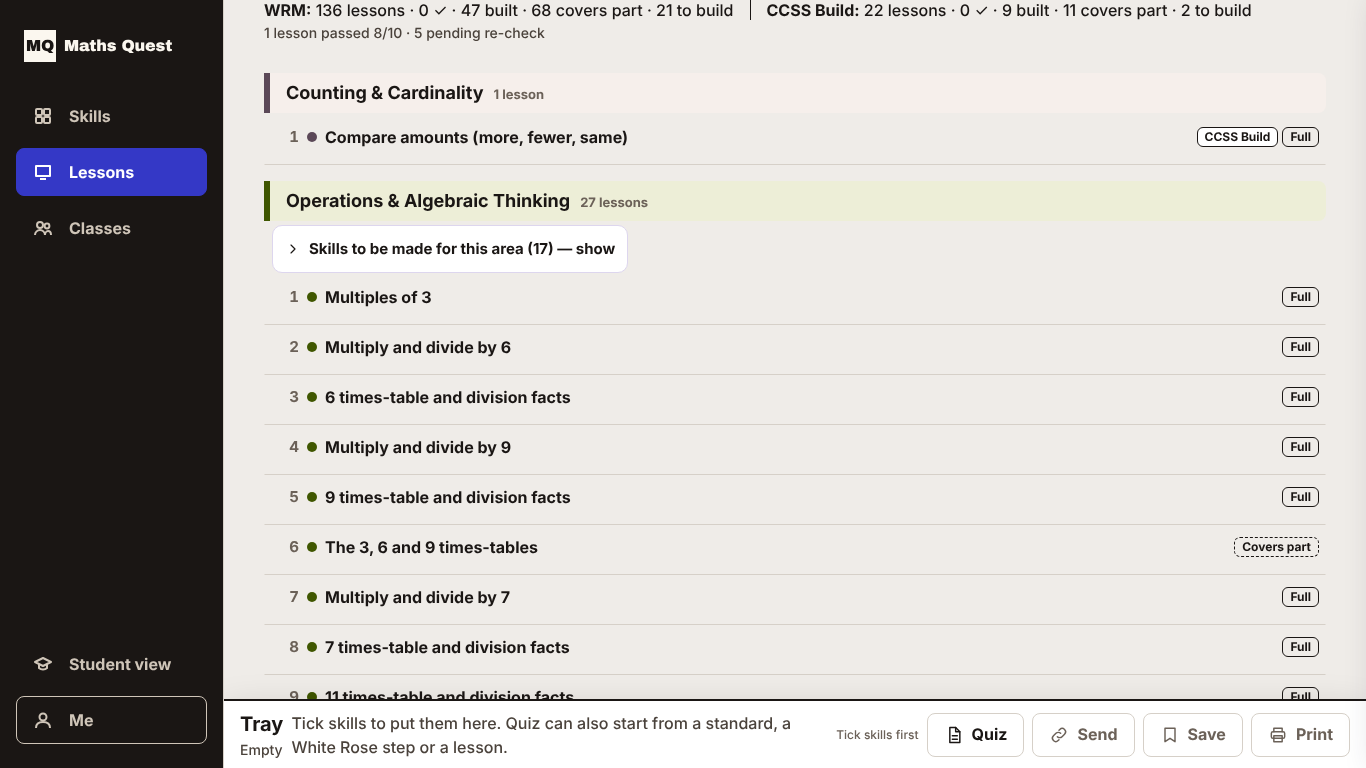 MQ Maths Quest
Skills
Lessons
Classes
Student view
Me
WRM: 136 lessons · 0 ✓ · 47 built · 68 covers part · 21 to build | CCSS Build: 22 lessons · 0 ✓ · 9 built · 11 covers part · 2 to build
1 lesson passed 8/10 · 5 pending re-check
Counting & Cardinality 1 lesson
1 Compare amounts (more, fewer, same) CCSS Build Full
Operations & Algebraic Thinking 27 lessons
Skills to be made for this area (17) — show
1 Multiples of 3 Full
2 Multiply and divide by 6 Full
3 6 times-table and division facts Full
4 Multiply and divide by 9 Full
5 9 times-table and division facts Full
6 The 3, 6 and 9 times-tables Covers part
7 Multiply and divide by 7 Full
8 7 times-table and division facts Full
9 11 times-table and division facts Full
Tray Tick skills to put them here. Quiz can also start from a standard, a
Empty White Rose step or a lesson.
Tick skills first Quiz Send Save Print